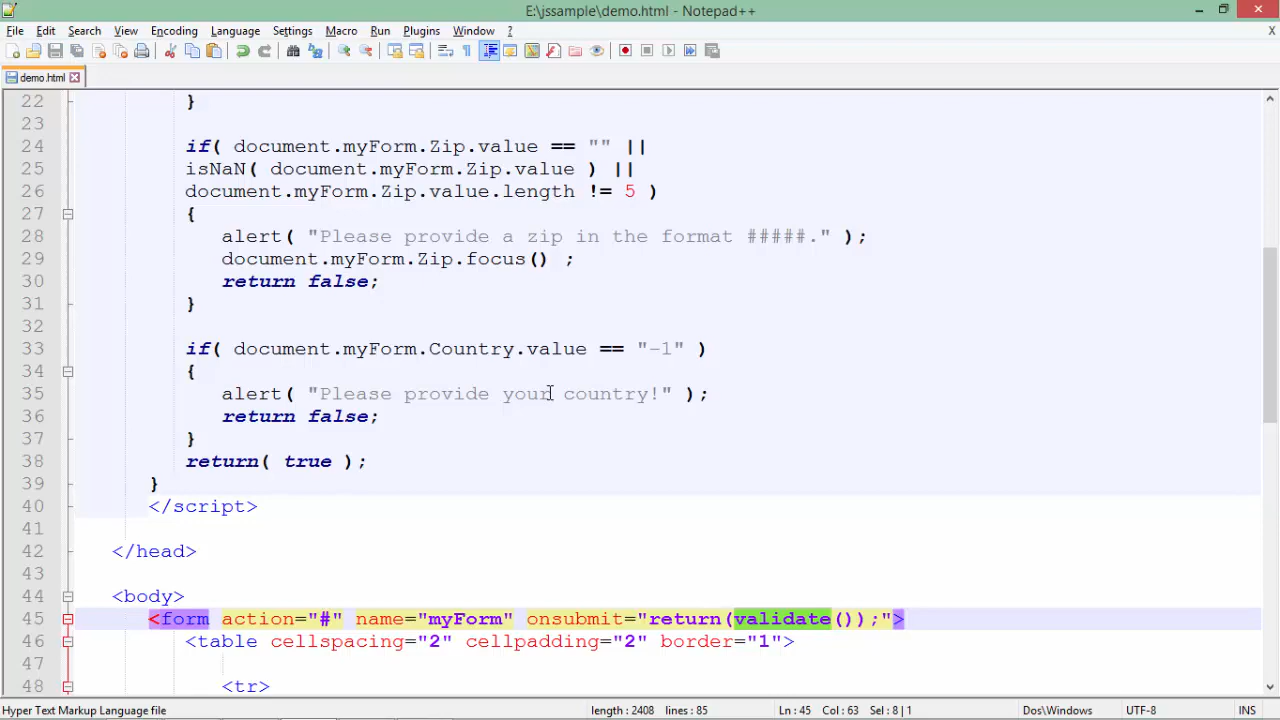 E:\jssample\demo.html - Notepad++
File Edit Search View Encoding Language Settings Macro Run Plugins Window ? X
demo.html
22 }
23
24 if( document.myForm.Zip.value == "" ||
25 isNaN( document.myForm.Zip.value ) ||
26 document.myForm.Zip.value.length != 5 )
27 {
28 alert( "Please provide a zip in the format #####." );
29 document.myForm.Zip.focus() ;
30 return false;
31 }
32
33 if( document.myForm.Country.value == "-1" )
34 {
35 alert( "Please provide your country!" );
36 return false;
37 }
38 return( true );
39 }
40 </script>
41
42 </head>
43
44 <body>
45 <form action="#" name="myForm" onsubmit="return(validate());">
46 <table cellspacing="2" cellpadding="2" border="1">
47
48 <tr>
Hyper Text Markup Language file length : 2408 lines : 85 Ln : 45 Col : 63 Sel : 8 | 1 Dos\Windows UTF-8 INS